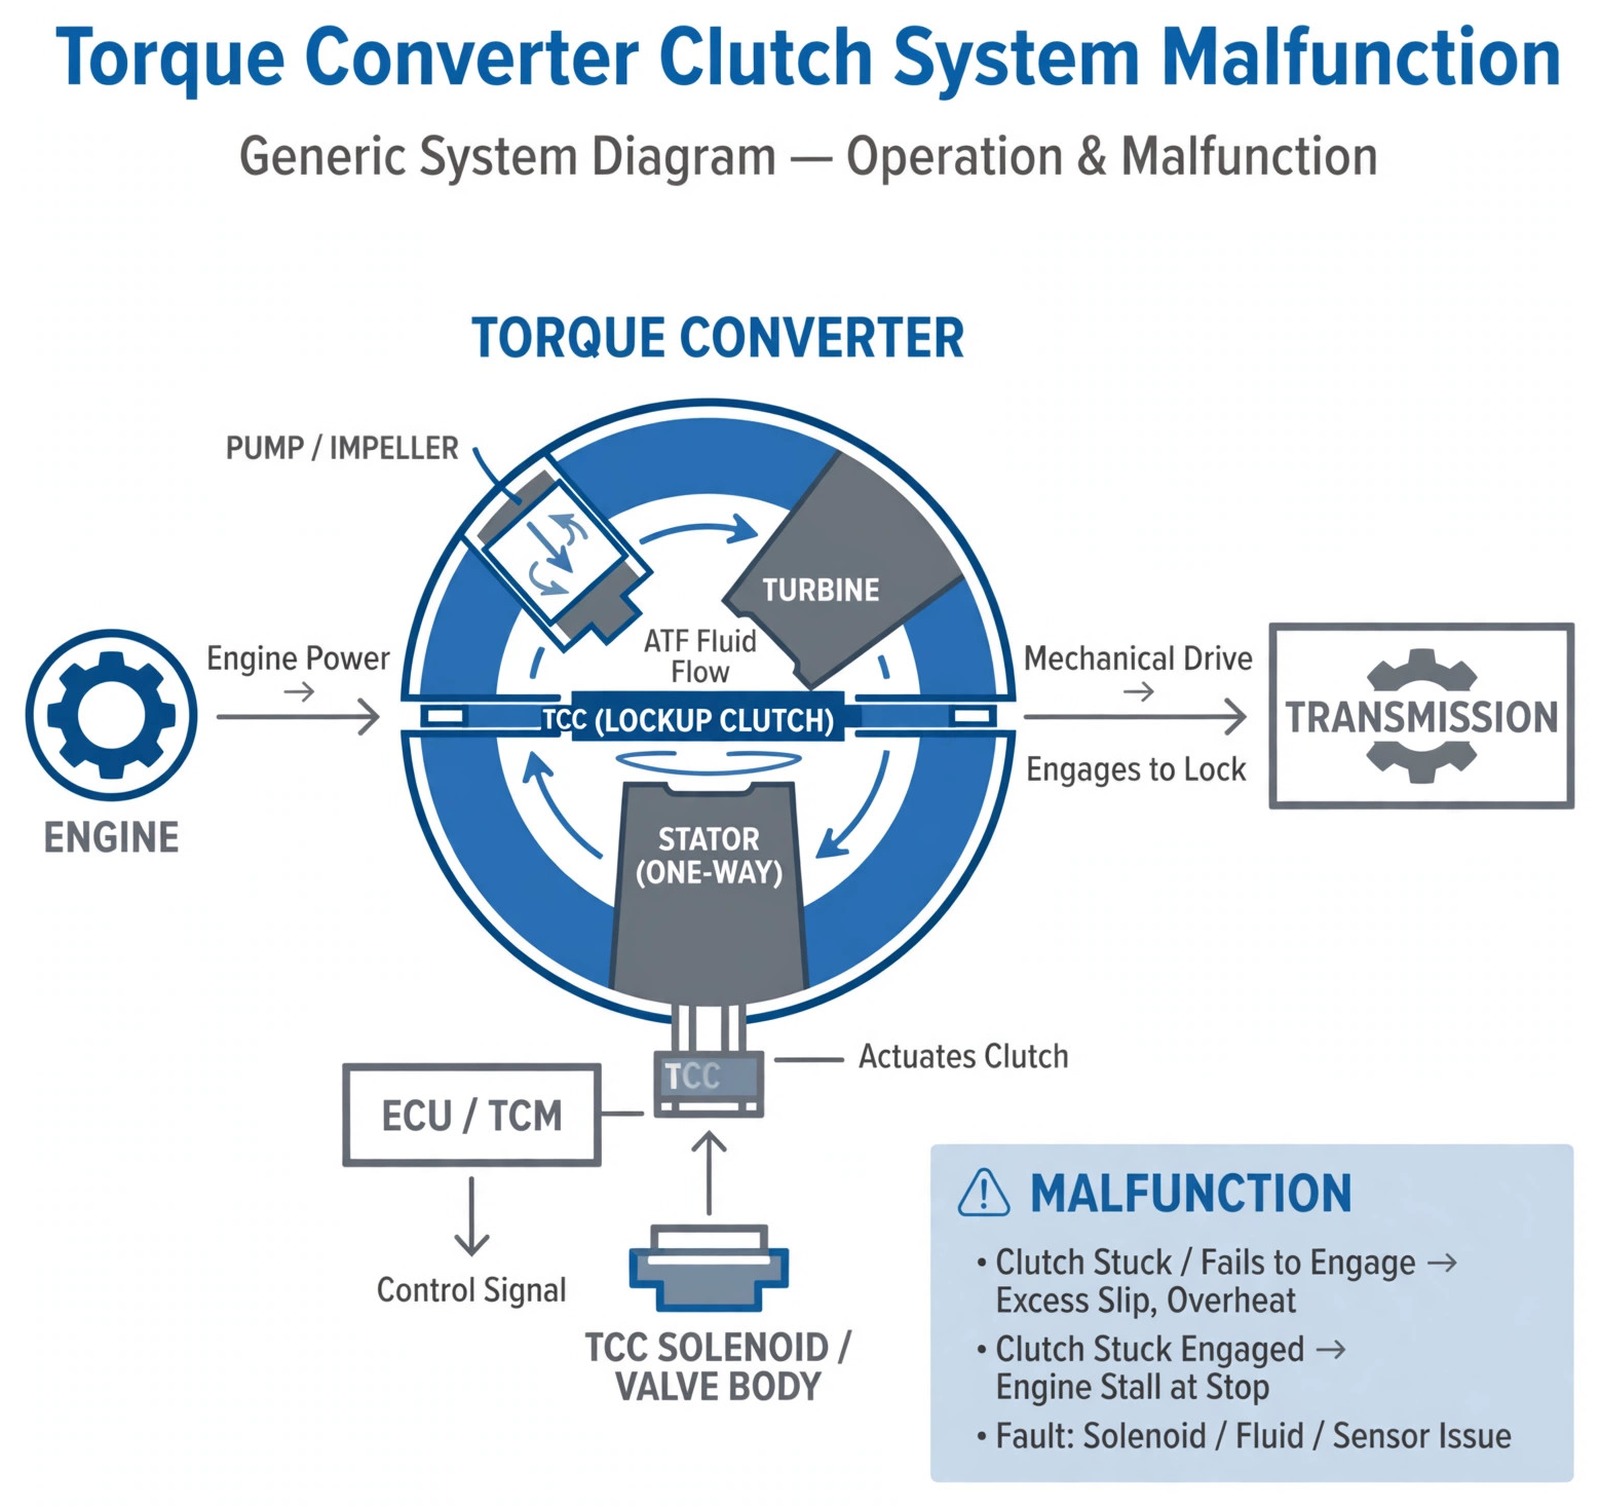 Torque Converter Clutch System Malfunction
Generic System Diagram — Operation & Malfunction
TORQUE CONVERTER
PUMP / IMPELLER
TURBINE
ATF Fluid
Flow
Engine Power
→
Mechanical Drive
→
TCC (LOCKUP CLUTCH)
TRANSMISSION
Engages to Lock
ENGINE
STATOR
(ONE-WAY)
TCC
Actuates Clutch
ECU / TCM
Control Signal
TCC SOLENOID /
VALVE BODY
MALFUNCTION
• Clutch Stuck / Fails to Engage →
Excess Slip, Overheat
• Clutch Stuck Engaged →
Engine Stall at Stop
• Fault: Solenoid / Fluid / Sensor Issue